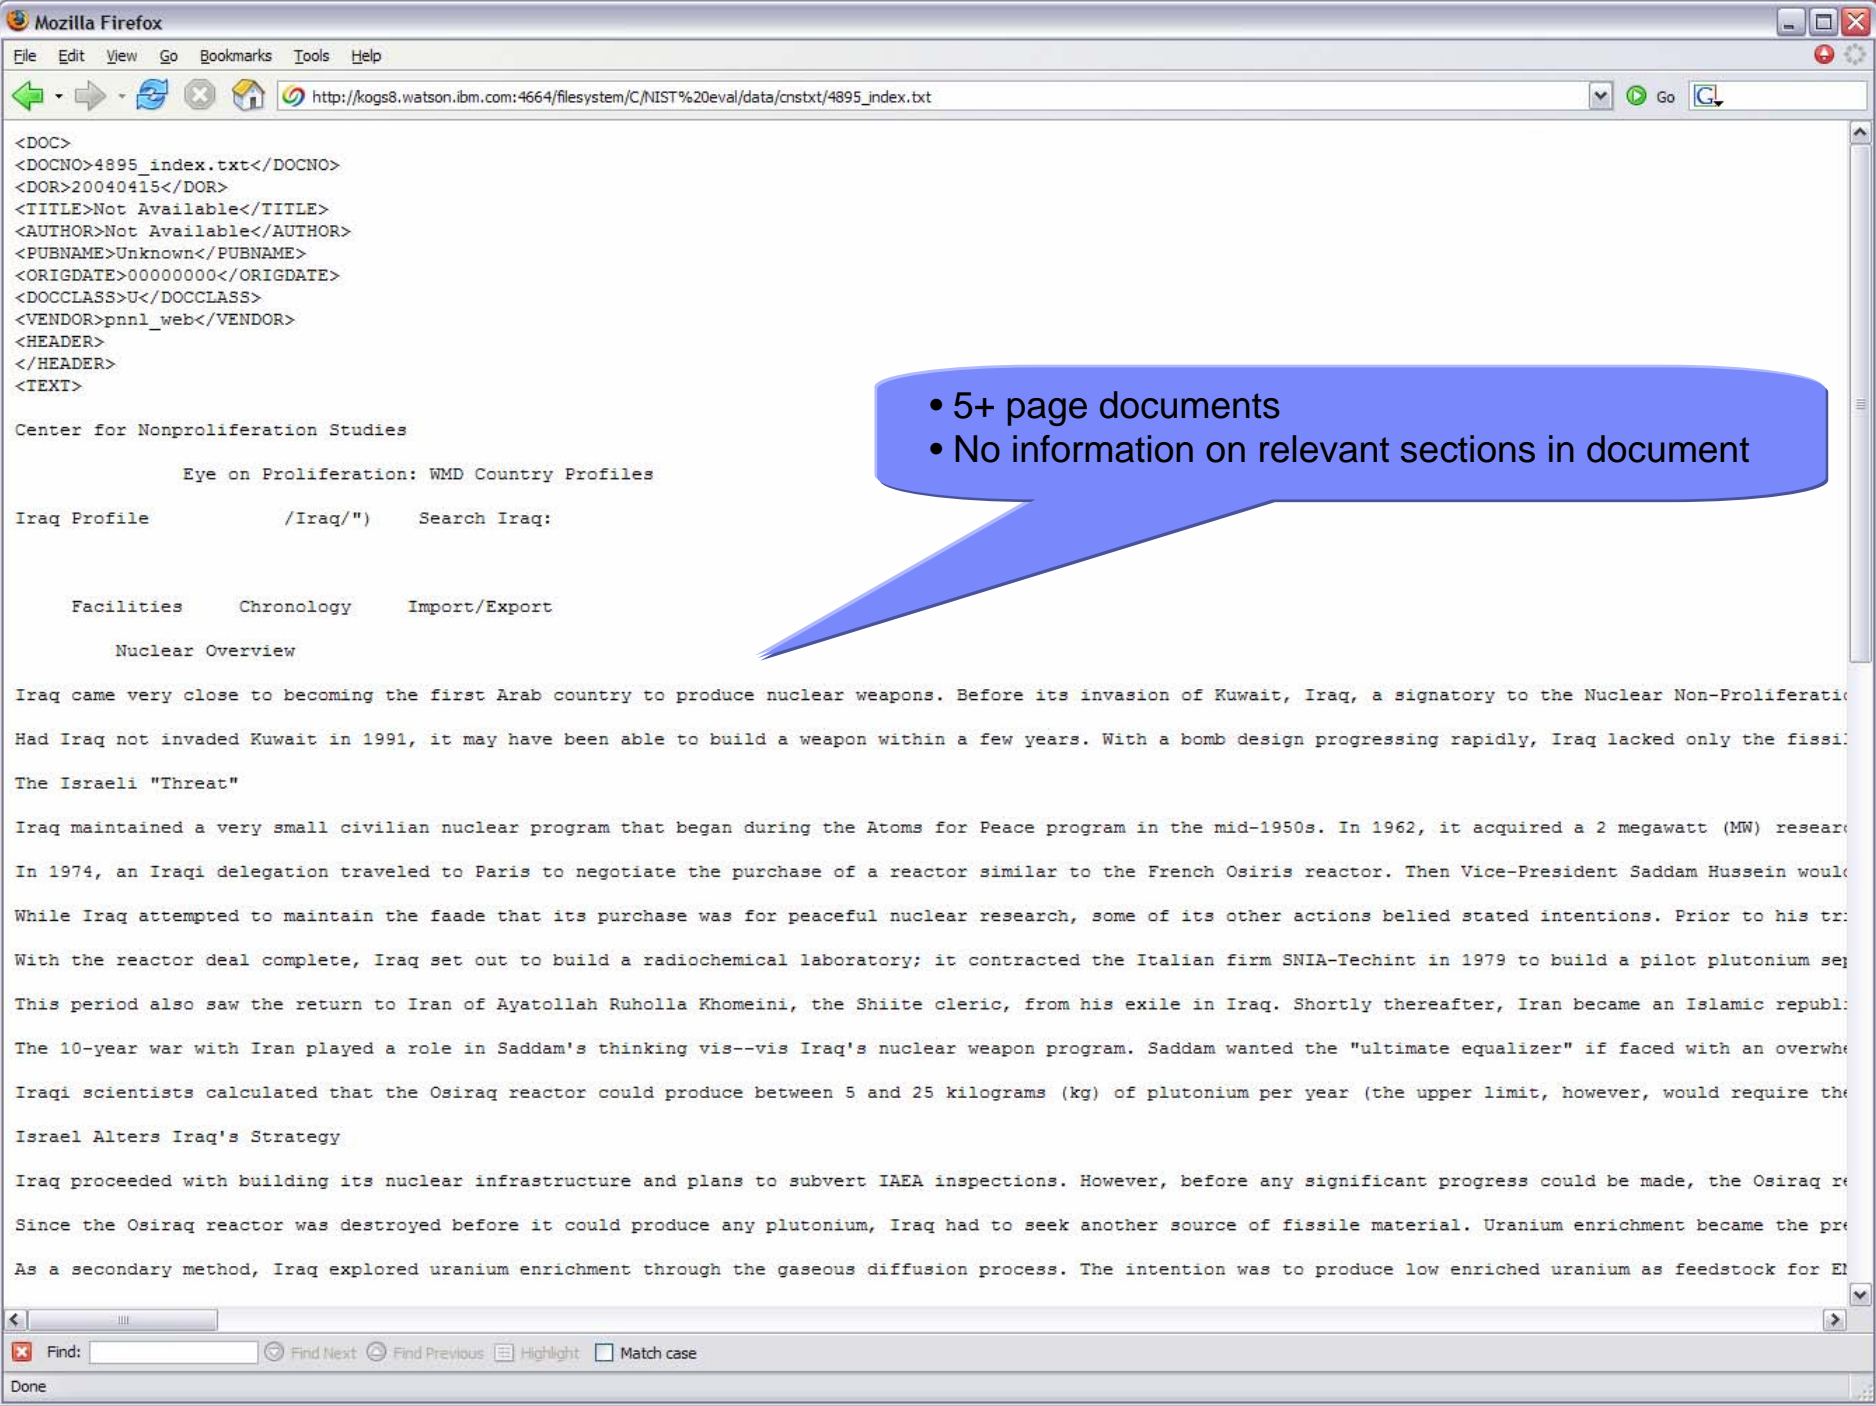 Mozilla Firefox
File Edit View Go Bookmarks Tools Help
http://kogs8.watson.ibm.com:4664/filesystem/C/NIST%20eval/data/cnstxt/4895_index.txt Go G
<DOC>
<DOCNO>4895_index.txt</DOCNO>
<DOR>20040415</DOR>
<TITLE>Not Available</TITLE>
<AUTHOR>Not Available</AUTHOR>
<PUBNAME>Unknown</PUBNAME>
<ORIGDATE>00000000</ORIGDATE>
<DOCCLASS>U</DOCCLASS>
<VENDOR>pnnl_web</VENDOR>
<HEADER>
</HEADER>
<TEXT>
• 5+ page documents
• No information on relevant sections in document
Center for Nonproliferation Studies
Eye on Proliferation: WMD Country Profiles
Iraq Profile /Iraq/") Search Iraq:
Facilities Chronology Import/Export
Nuclear Overview
Iraq came very close to becoming the first Arab country to produce nuclear weapons. Before its invasion of Kuwait, Iraq, a signatory to the Nuclear Non-Proliferatio
Had Iraq not invaded Kuwait in 1991, it may have been able to build a weapon within a few years. With a bomb design progressing rapidly, Iraq lacked only the fissi
The Israeli "Threat"
Iraq maintained a very small civilian nuclear program that began during the Atoms for Peace program in the mid-1950s. In 1962, it acquired a 2 megawatt (MW) resear
In 1974, an Iraqi delegation traveled to Paris to negotiate the purchase of a reactor similar to the French Osiris reactor. Then Vice-President Saddam Hussein woul
While Iraq attempted to maintain the faade that its purchase was for peaceful nuclear research, some of its other actions belied stated intentions. Prior to his tr
With the reactor deal complete, Iraq set out to build a radiochemical laboratory; it contracted the Italian firm SNIA-Techint in 1979 to build a pilot plutonium sep
This period also saw the return to Iran of Ayatollah Ruholla Khomeini, the Shiite cleric, from his exile in Iraq. Shortly thereafter, Iran became an Islamic republ
The 10-year war with Iran played a role in Saddam's thinking vis--vis Iraq's nuclear weapon program. Saddam wanted the "ultimate equalizer" if faced with an overwhe
Iraqi scientists calculated that the Osiraq reactor could produce between 5 and 25 kilograms (kg) of plutonium per year (the upper limit, however, would require the
Israel Alters Iraq's Strategy
Iraq proceeded with building its nuclear infrastructure and plans to subvert IAEA inspections. However, before any significant progress could be made, the Osiraq re
Since the Osiraq reactor was destroyed before it could produce any plutonium, Iraq had to seek another source of fissile material. Uranium enrichment became the pre
As a secondary method, Iraq explored uranium enrichment through the gaseous diffusion process. The intention was to produce low enriched uranium as feedstock for E
Find: Find Next Find Previous Highlight Match case
Done